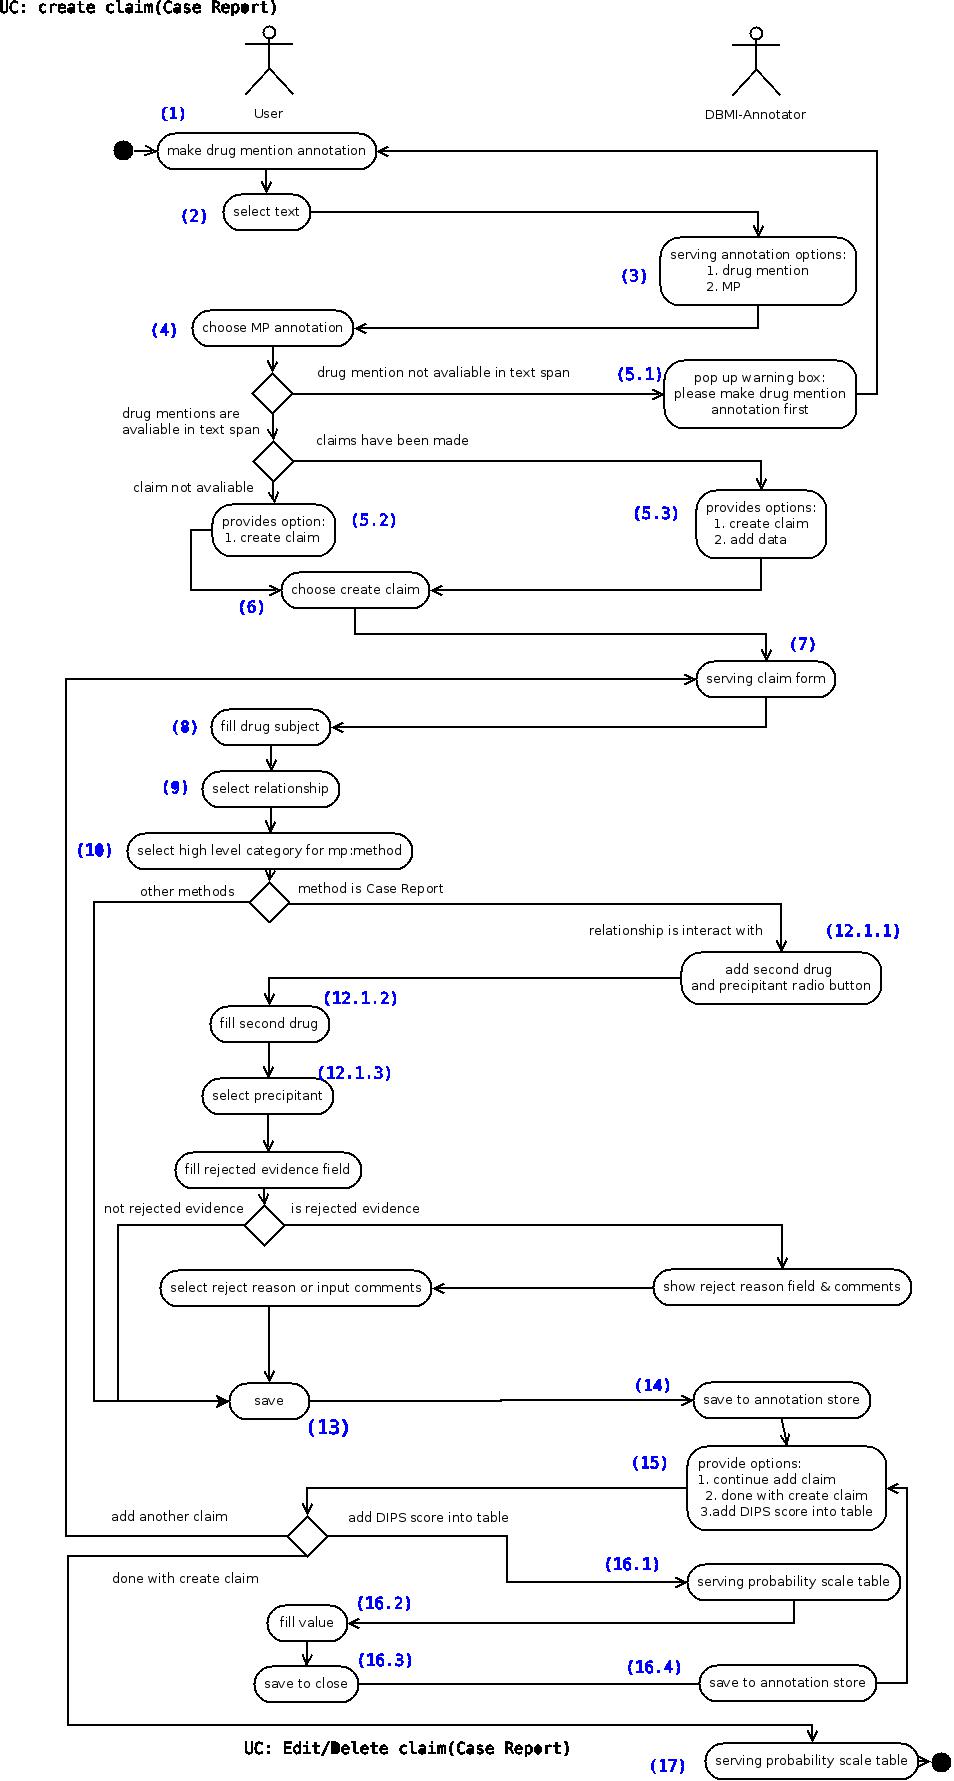 UC: create claim(Case Report)
User
DBMI-Annotator
(1)
make drug mention annotation
(2)
select text
(3)
serving annotation options:
1. drug mention
2. MP
(4)
choose MP annotation
drug mention not avaliable in text span
(5.1)
pop up warning box:
please make drug mention
annotation first
drug mentions are
avaliable in text span
claims have been made
claim not avaliable
provides option:
1. create claim
(5.2)
(5.3)
provides options:
1. create claim
2. add data
choose create claim
(6)
(7)
serving claim form
(8)
fill drug subject
(9)
select relationship
(10)
select high level category for mp:method
other methods
method is Case Report
relationship is interact with
(12.1.1)
add second drug
and precipitant radio button
(12.1.2)
fill second drug
(12.1.3)
select precipitant
fill rejected evidence field
not rejected evidence
is rejected evidence
select reject reason or input comments
show reject reason field & comments
save
(13)
(14)
save to annotation store
(15)
provide options:
1. continue add claim
2. done with create claim
3.add DIPS score into table
add another claim
add DIPS score into table
done with create claim
(16.1)
serving probability scale table
(16.2)
fill value
(16.3)
save to close
(16.4)
save to annotation store
UC: Edit/Delete claim(Case Report)
(17)
serving probability scale table